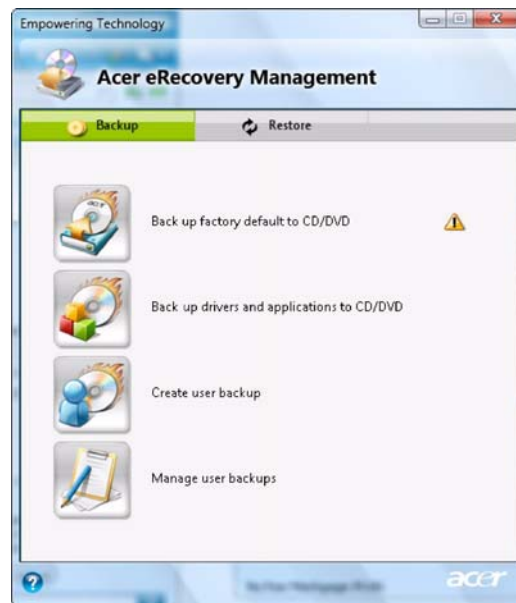 Empowering Technology
Acer eRecovery Management
Backup
Restore
Back up factory default to CD/DVD
Back up drivers and applications to CD/DVD
Create user backup
Manage user backups
acer